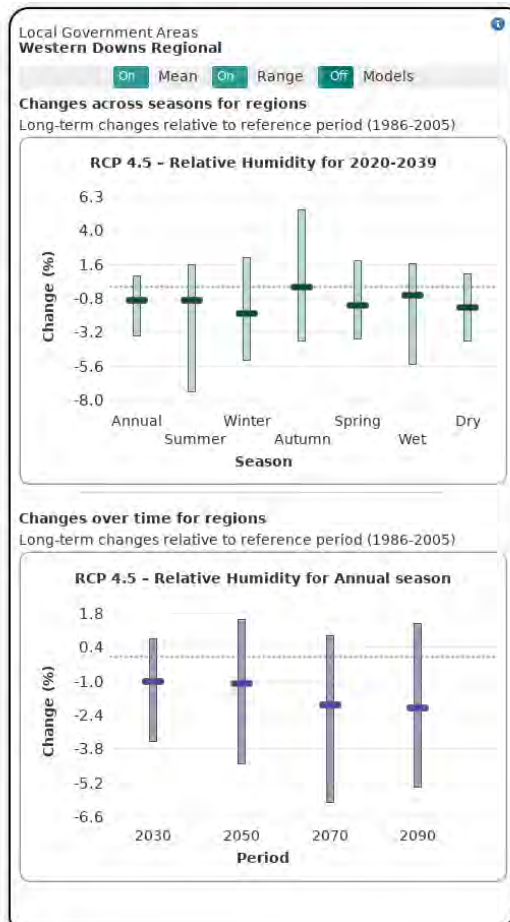 Local Government Areas
Western Downs Regional
On Mean On Range Off Models
Changes across seasons for regions
Long-term changes relative to reference period (1986-2005)
RCP 4.5 – Relative Humidity for 2020-2039
Change (%)
6.3
4.0
1.6
-0.8
-3.2
-5.6
-8.0
Annual Winter Spring Dry
Summer Autumn Wet
Season
Changes over time for regions
Long-term changes relative to reference period (1986-2005)
RCP 4.5 – Relative Humidity for Annual season
Change (%)
1.8
0.4
-1.0
-2.4
-3.8
-5.2
-6.6
2030 2050 2070 2090
Period